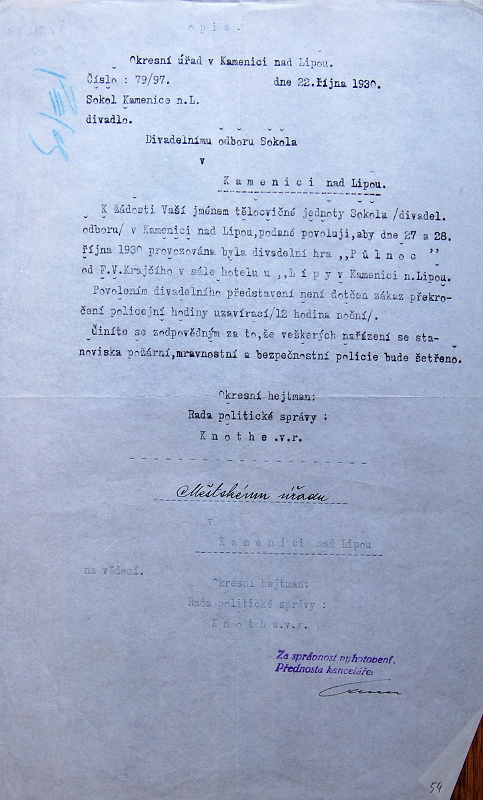 opis.
Okresní úřad v Kamenici nad Lipou.
Číslo : 79/97. dne 22.října 1930.
Sokol Kamenice n.L.
divadlo.
Divadelnímu odboru Sokola
v
Kamenici nad Lipou.
K žádosti Vaší jménem tělocvičné jednoty Sokola /divadel.
odboru/ v Kamenici nad Lipou,podané povoluji,aby dne 27 a 28.
října 1930 provozována byla divadelní hra ,,Půlnoc"
od F.V.Krajčího v sále hotelu u ,,Lípy v Kamenici n.Lipou.
Povolením divadelního představení není dotčen zákaz překro-
čení policejní hodiny uzavírací/12 hodina noční/.
Činíte se zodpovědným za to,že veškerých nařízení se sta-
noviska požární,mravnostní a bezpečnostní policie bude šetřeno.
Okresní hejtman:
Rada politické správy :
Knothe.v.r.
Městskému úřadu
v
Kamenici nad Lipou
na vědomí.
Okresní hejtman:
Rada politické správy :
Knothe.v.r.
Za správnost vyhotovení.
Přednosta kanceláře:
54